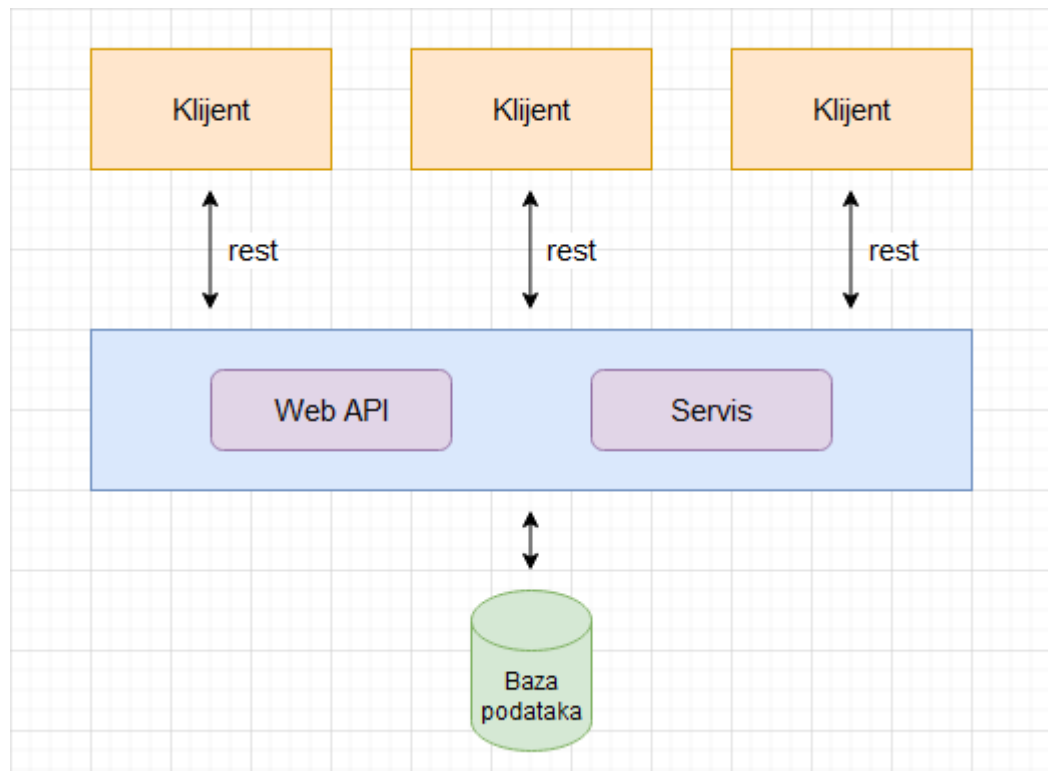 Klijent
Klijent
Klijent
rest
rest
rest
Web API
Servis
Baza
podataka